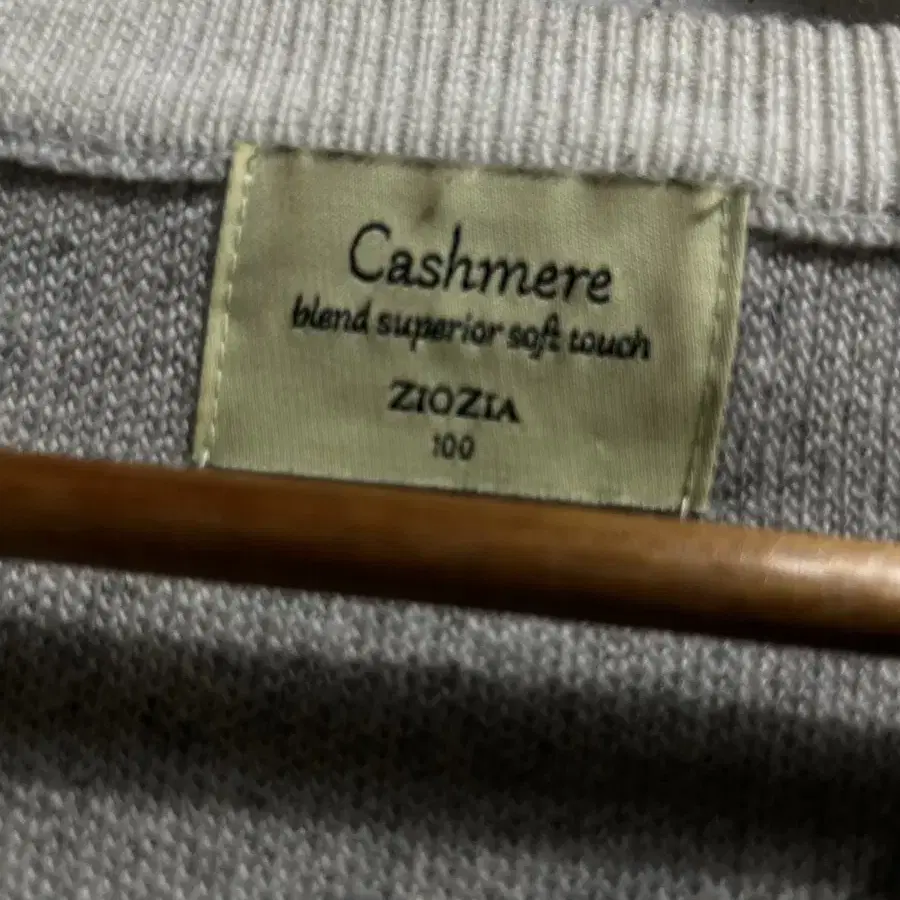 Cashmere
blend superior soft touch
ZIOZIA
100